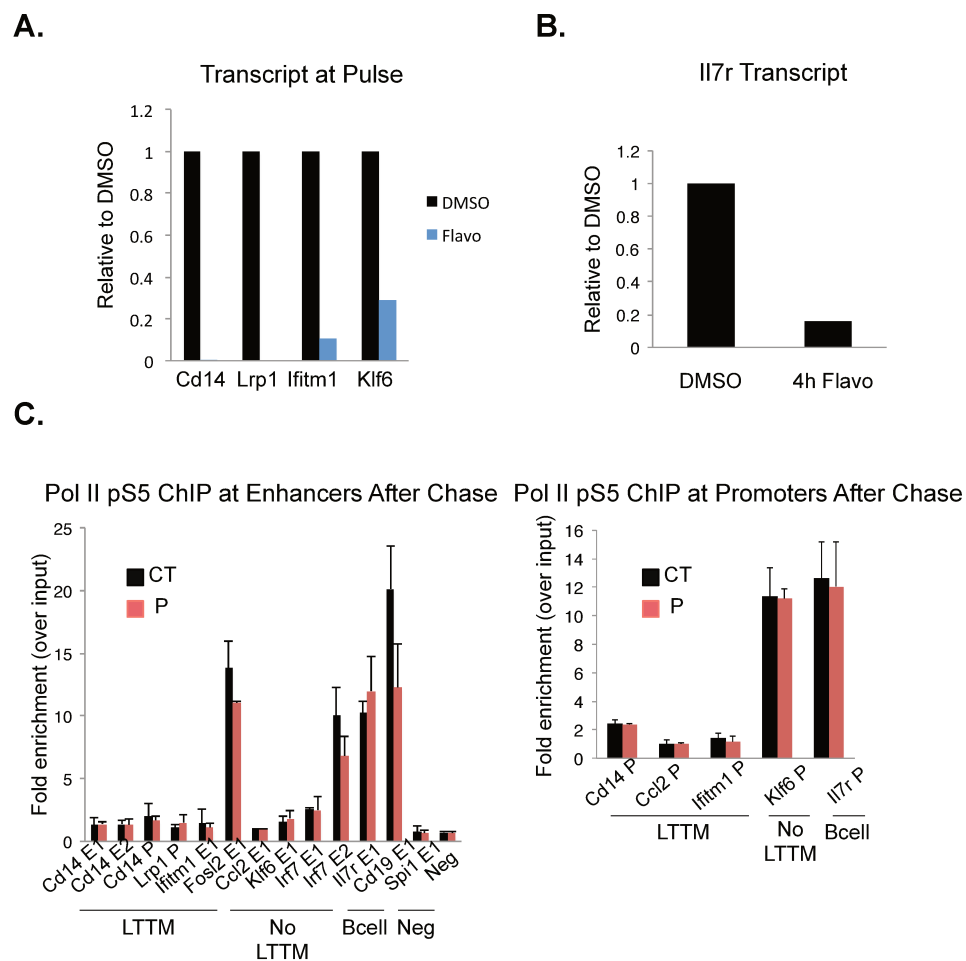 A.
Transcript at Pulse
Relative to DMSO
1.2
1
0.8
0.6
0.4
0.2
0
Cd14 Lrp1 Ifitm1 Klf6
DMSO
Flavo
B.
Il7r Transcript
Relative to DMSO
1.2
1
0.8
0.6
0.4
0.2
0
DMSO 4h Flavo
C.
Pol II pS5 ChIP at Enhancers After Chase
Fold enrichment (over input)
25
20
15
10
5
0
CT
P
Cd14 E1
Cd14 E2
Cd14 P
Lrp1 P
Ifitm1 E1
Fosl2 E1
Ccl2 E1
Klf6 E1
Irf7 E1
Irf7 E2
Il7r E1
Cd19 E1
Spi1 E1
Neg
LTTM
No
LTTM
Bcell
Neg
Pol II pS5 ChIP at Promoters After Chase
Fold enrichment (over input)
16
14
12
10
8
6
4
2
0
CT
P
Cd14 P
Ccl2 P
Ifitm1 P
Klf6 P
Il7r P
LTTM
No
LTTM
Bcell